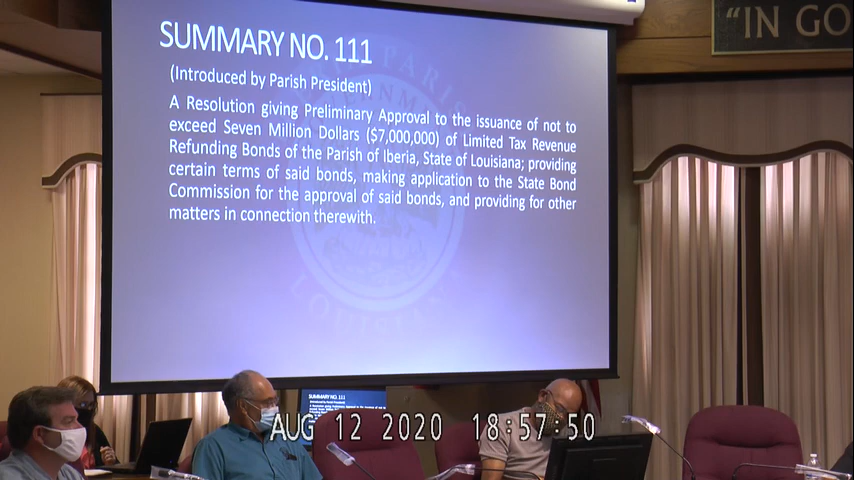 SUMMARY NO. 111
(Introduced by Parish President)
A Resolution giving Preliminary Approval to the issuance of not to
exceed Seven Million Dollars ($7,000,000) of Limited Tax Revenue
Refunding Bonds of the Parish of Iberia, State of Louisiana; providing
certain terms of said bonds, making application to the State Bond
Commission for the approval of said bonds, and providing for other
matters in connection therewith.
"IN GO
SUMMARY NO. 111
AUG 12 2020 18:57:50